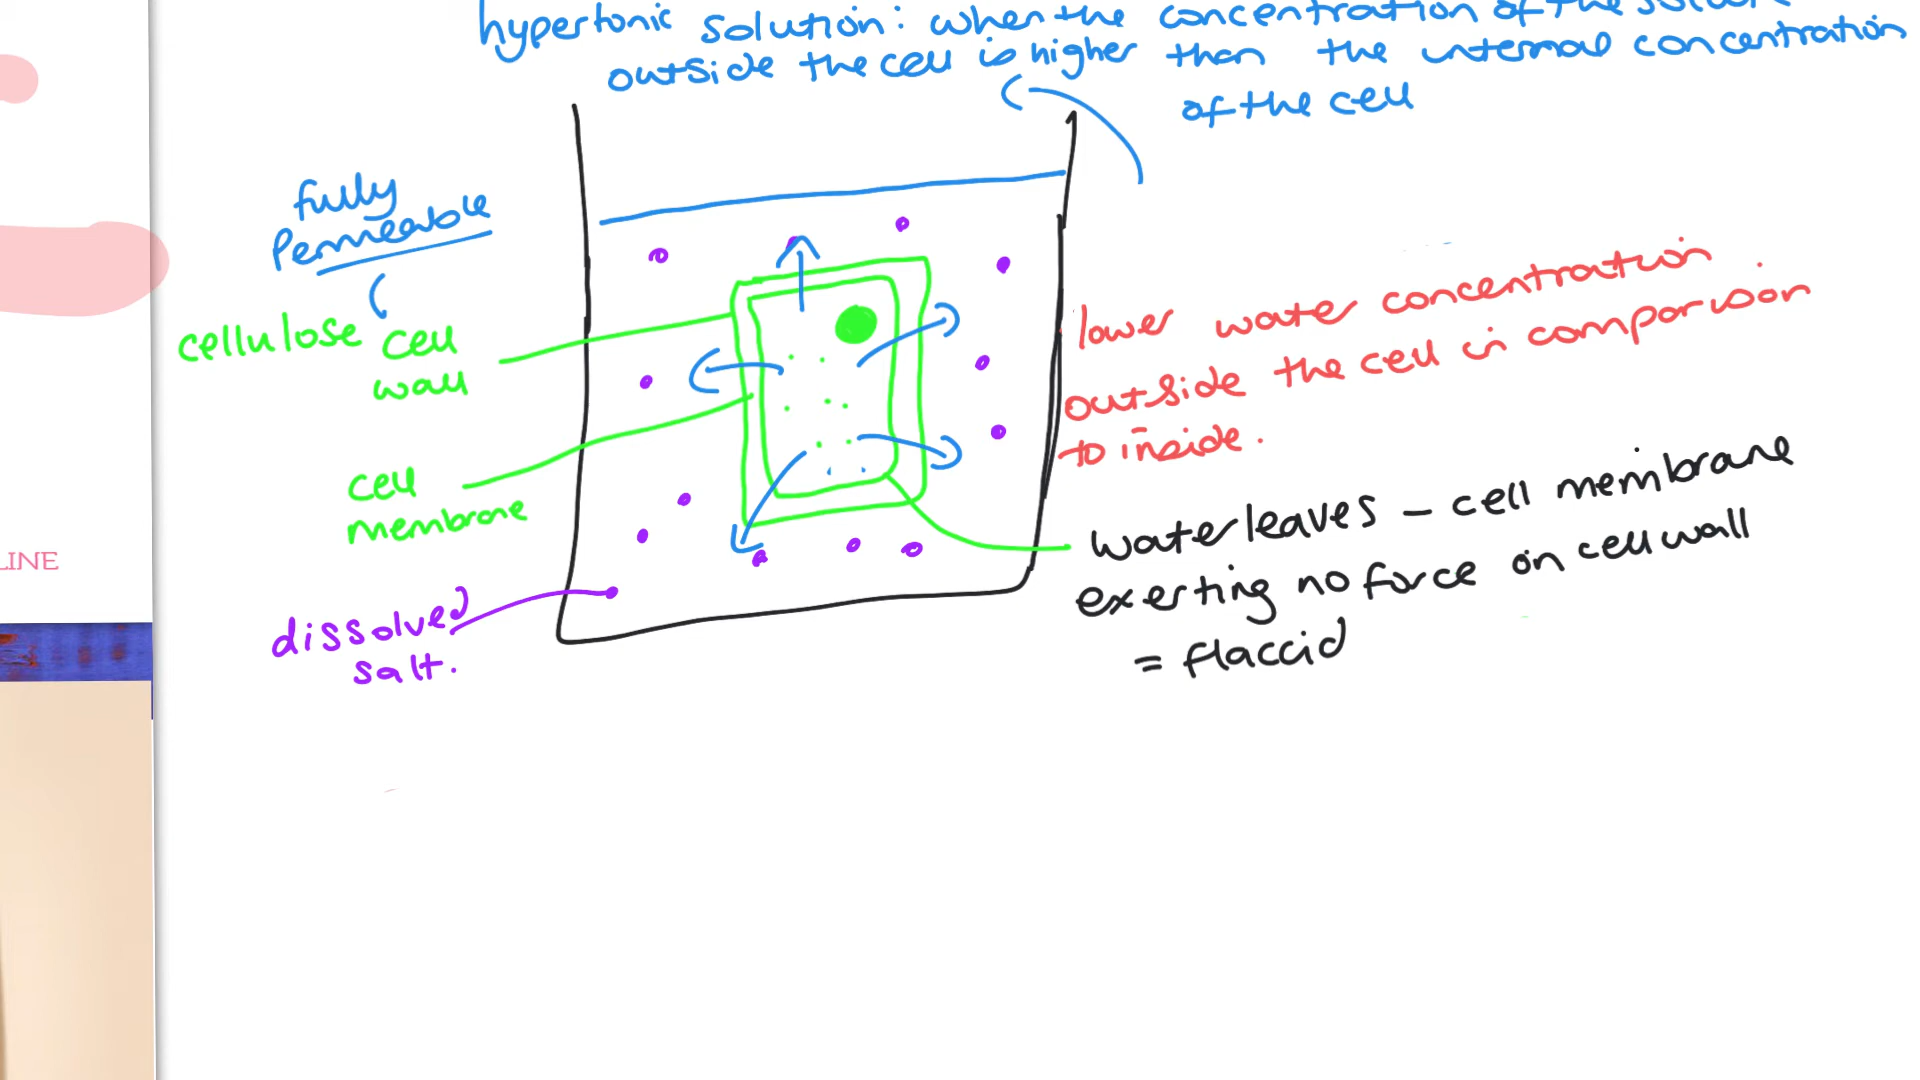 hypertonic solution: when the concentration of the
outside the cell is higher than the internal concentration
of the cell
fully
permeable
cellulose cell
wall
cell
membrane
dissolved
salt.
lower water concentration
outside the cell in comparison
to inside.
water leaves - cell membrane
exerting no force on cell wall
= flaccid
LINE